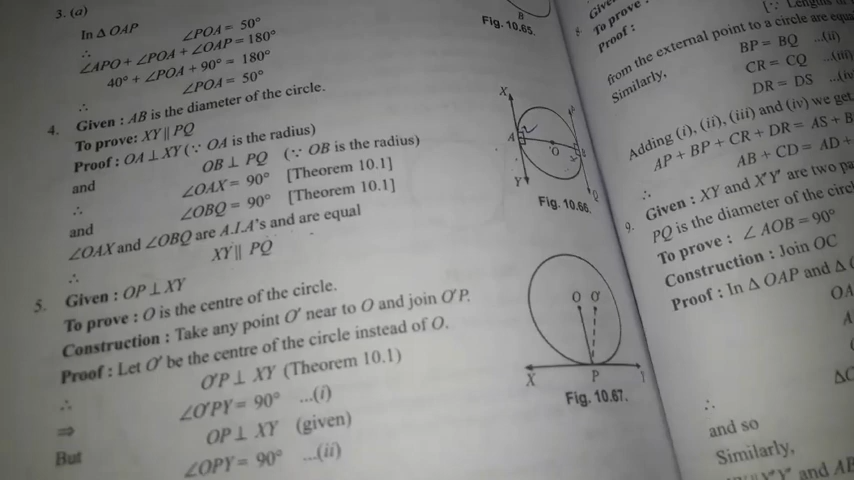 3. (a)
In Δ OAP
∠POA = 50°
∴ ∠APO + ∠POA + ∠OAP = 180°
40° + ∠POA + 90° = 180°
∴ ∠POA = 50°
4. Given : AB is the diameter of the circle.
To prove: XY || PQ
Proof : OA ⊥ XY (∵ OA is the radius)
and OB ⊥ PQ (∵ OB is the radius)
∴ ∠OAX = 90° [Theorem 10.1]
and ∠OBQ = 90° [Theorem 10.1]
∠OAX and ∠OBQ are A.I.A's and are equal
∴ XY || PQ
5. Given : OP ⊥ XY
To prove : O is the centre of the circle.
Construction : Take any point O' near to O and join O'P.
Proof : Let O' be the centre of the circle instead of O.
∴ O'P ⊥ XY (Theorem 10.1)
⇒ ∠O'PY = 90° ...(i)
But OP ⊥ XY (given)
∠OPY = 90° ...(ii)
B
Fig. 10.65.
X
A
O
Y
Q
Fig. 10.66.
O O'
X P
Fig. 10.67.
8. Given
To prove :
Proof :
[∵ Lengths of
from the external point to a circle are equa
Similarly, BP = BQ ...(ii)
CR = CQ ...(iii)
DR = DS ...(iv
Adding (i), (ii), (iii) and (iv) we get,
AP + BP + CR + DR = AS + B
∴ AB + CD = AD +
9. Given : XY and X'Y' are two pa
PQ is the diameter of the circl
To prove : ∠ AOB = 90°
Construction : Join OC
Proof : In Δ OAP and Δ
OA
A
ΔO
∴
and so
Similarly,
and AB